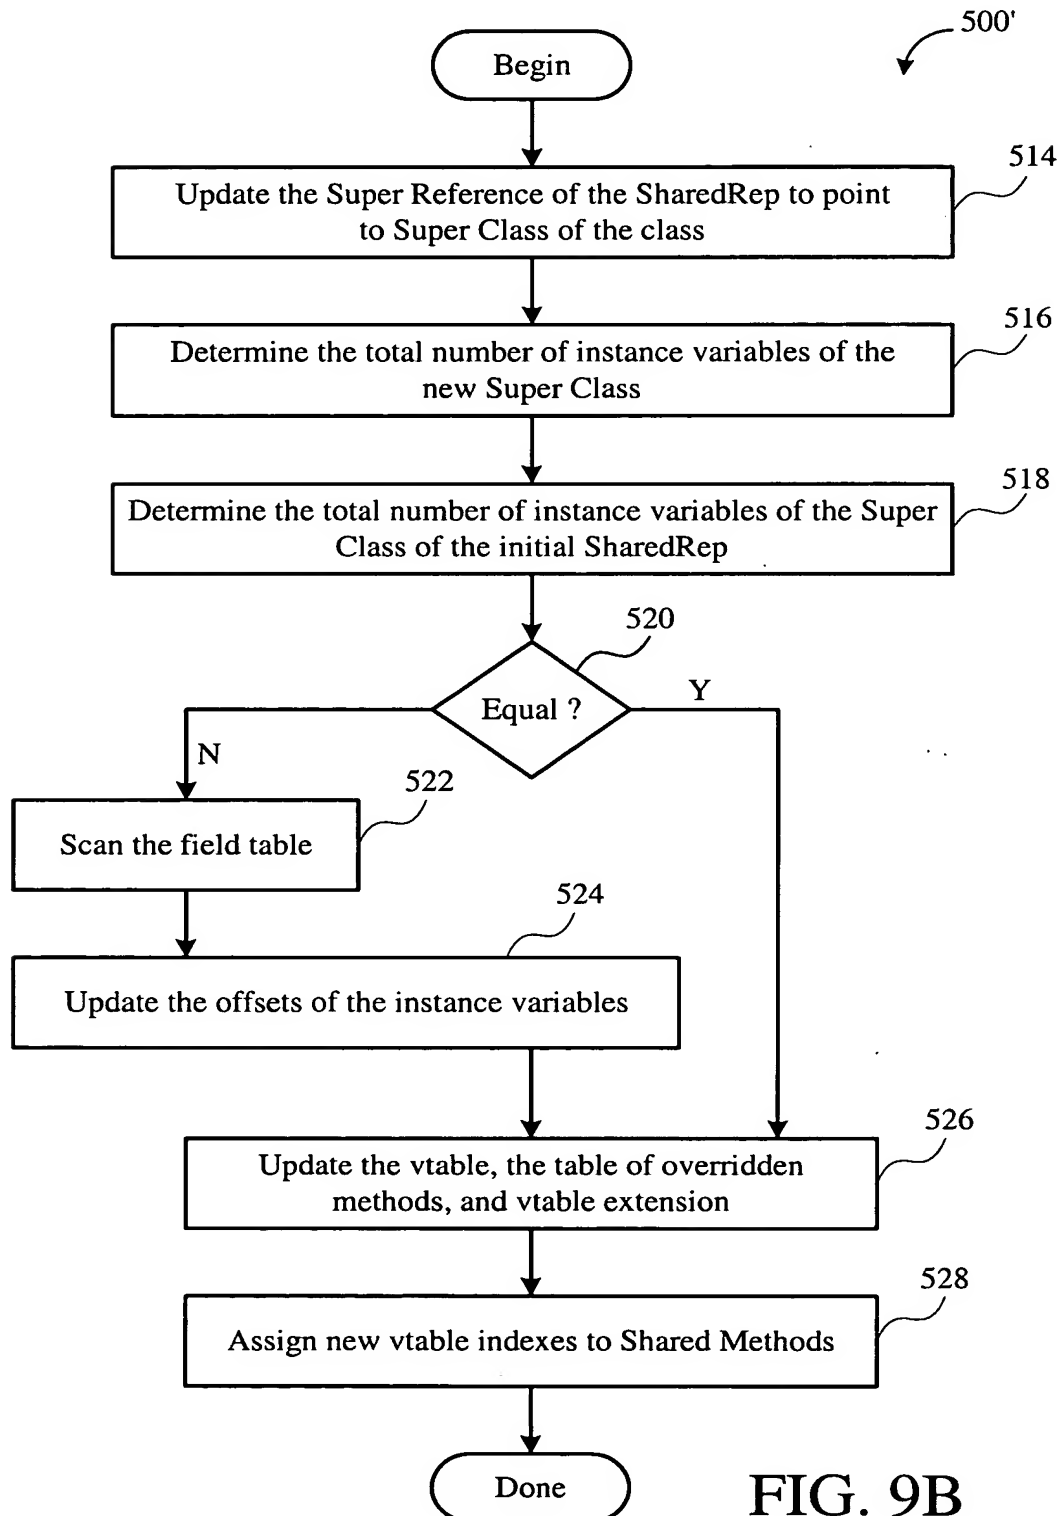 500'
Begin
514
Update the Super Reference of the SharedRep to point
to Super Class of the class
516
Determine the total number of instance variables of the
new Super Class
518
Determine the total number of instance variables of the Super
Class of the initial SharedRep
520
Equal ?
Y
N
522
Scan the field table
524
Update the offsets of the instance variables
526
Update the vtable, the table of overridden
methods, and vtable extension
528
Assign new vtable indexes to Shared Methods
Done
FIG. 9B